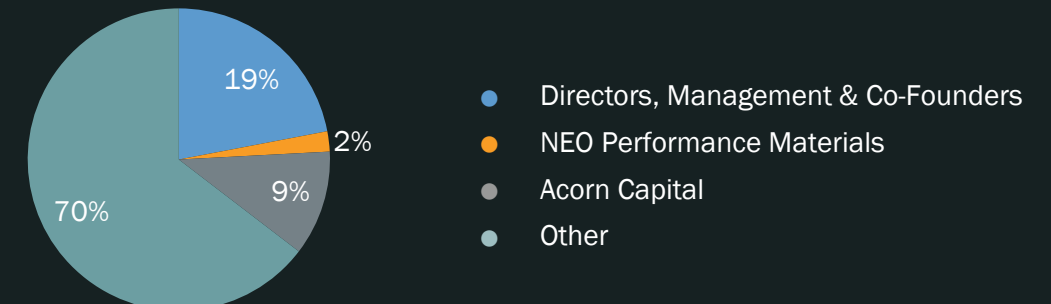 19%
2%
9%
70%
Directors, Management & Co-Founders
NEO Performance Materials
Acorn Capital
Other